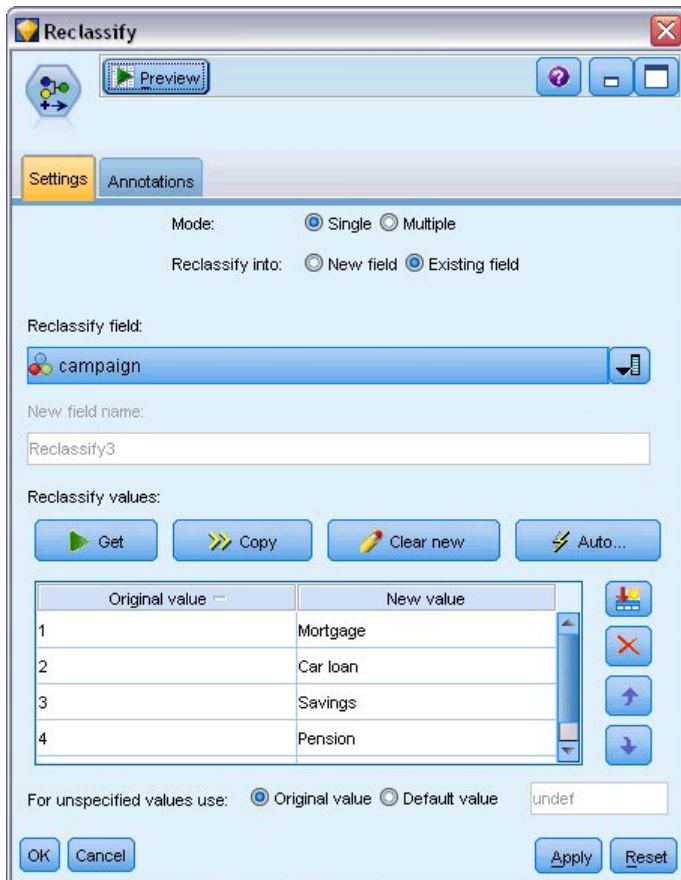 Reclassify
Preview
Settings Annotations
Mode: Single Multiple
Reclassify into: New field Existing field
Reclassify field:
campaign
New field name:
Reclassify3
Reclassify values:
Get Copy Clear new Auto...
Original value New value
1 Mortgage
2 Car loan
3 Savings
4 Pension
For unspecified values use: Original value Default value undef
OK Cancel Apply Reset